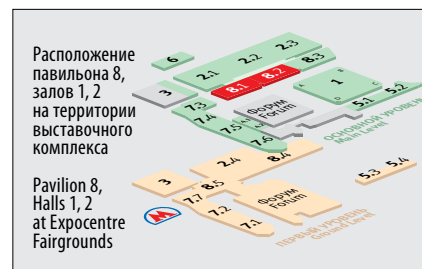 Расположение
павильона 8,
залов 1, 2
на территории
выставочного
комплекса
Pavilion 8,
Halls 1, 2
at Expocentre
Fairgrounds
6
2.1
2.2
2.3
8.1
8.2
8.3
3
1
A
B
C
D
7.3
7.4
7.5
7.6
Форум
Forum
5.1
5.2
ОСНОВНОЙ УРОВЕНЬ
Main Level
2.4
8.4
3
8.5
7.7
7.2
7.1
Форум
Forum
5.3
5.4
М
ПЕРВЫЙ УРОВЕНЬ
Ground Level